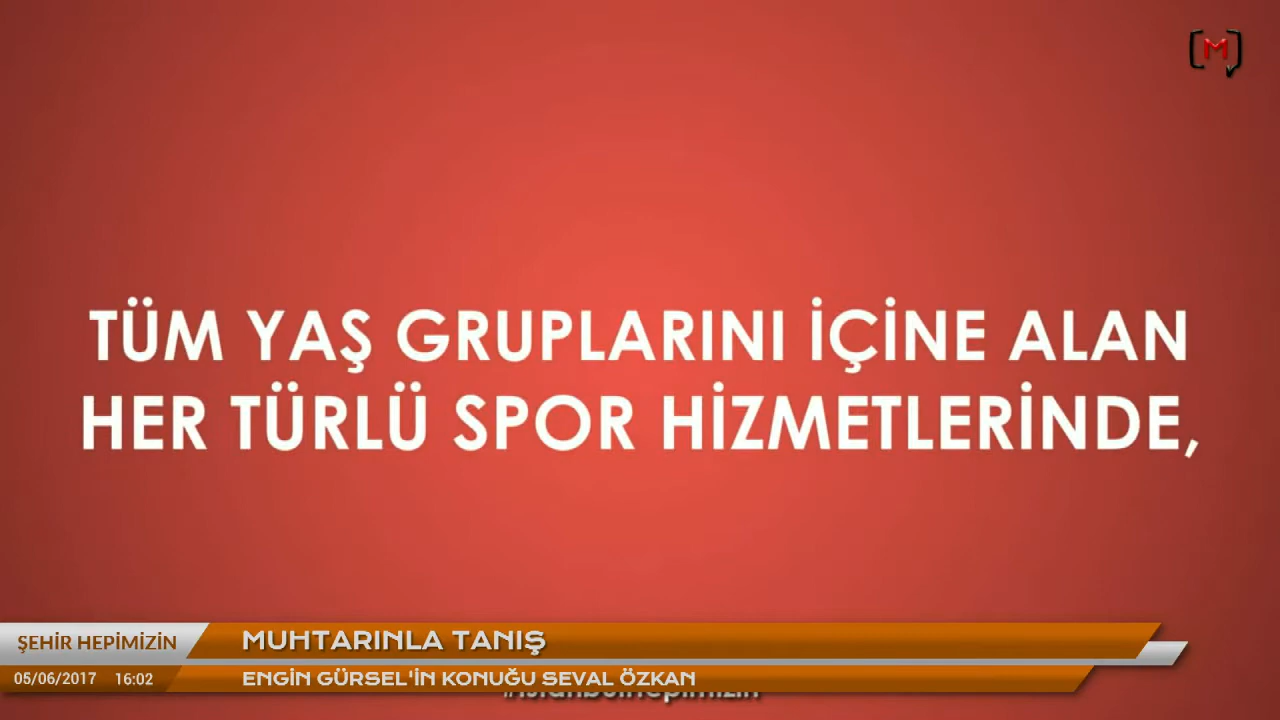 [M]
TÜM YAŞ GRUPLARINI İÇİNE ALAN
HER TÜRLÜ SPOR HİZMETLERİNDE,
ŞEHİR HEPİMİZİN
MUHTARINLA TANIŞ
05/06/2017 16:02
ENGİN GÜRSEL'İN KONUĞU SEVAL ÖZKAN